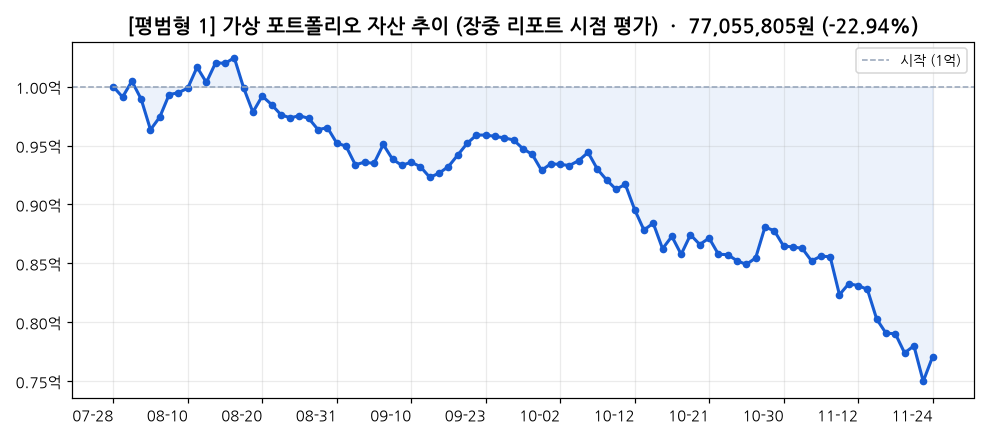 [평범형 1] 가상 포트폴리오 자산 추이 (장중 리포트 시점 평가) · 77,055,805원 (-22.94%)
시작 (1억)
1.00억
0.95억
0.90억
0.85억
0.80억
0.75억
07-28 08-10 08-20 08-31 09-10 09-23 10-02 10-12 10-21 10-30 11-12 11-24